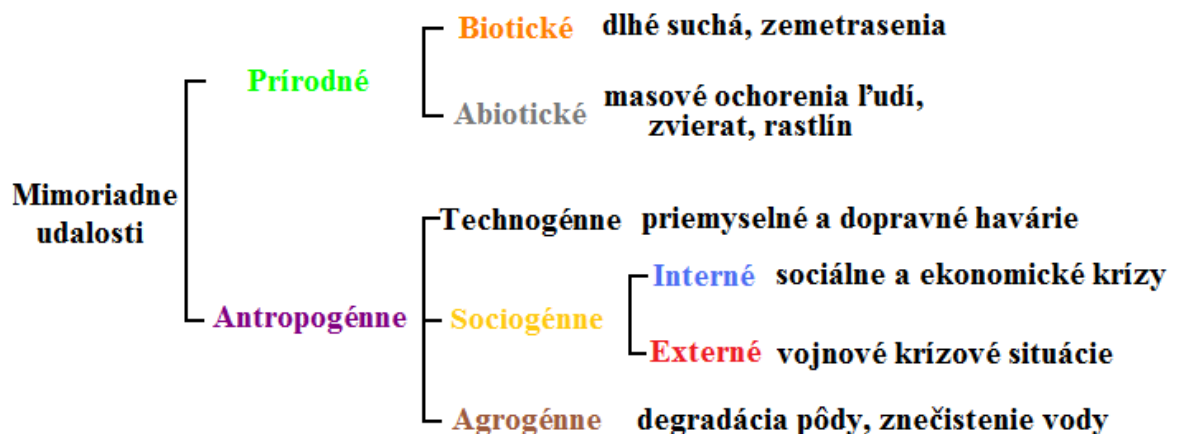 Biotické dlhé suchá, zemetrasenia
Prírodné
Abiotické masové ochorenia ľudí,
zvierat, rastlín
Mimoriadne
udalosti
Technogénne priemyselné a dopravné havárie
Interné sociálne a ekonomické krízy
Antropogénne Sociogénne
Externé vojnové krízové situácie
Agrogénne degradácia pôdy, znečistenie vody